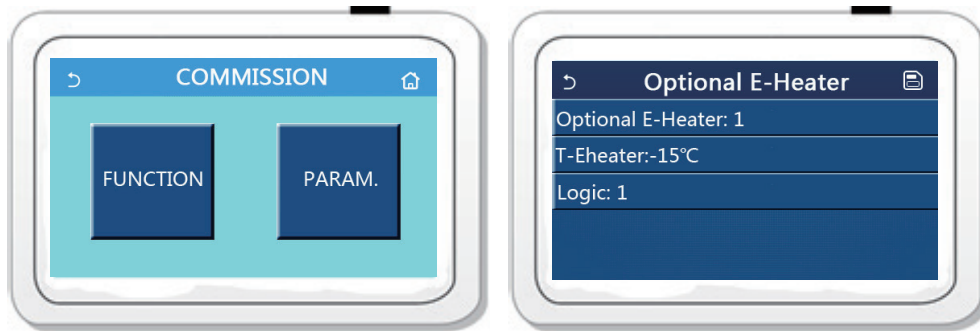 COMMISSION
FUNCTION
PARAM.
Optional E-Heater
Optional E-Heater: 1
T-Eheater:-15℃
Logic: 1